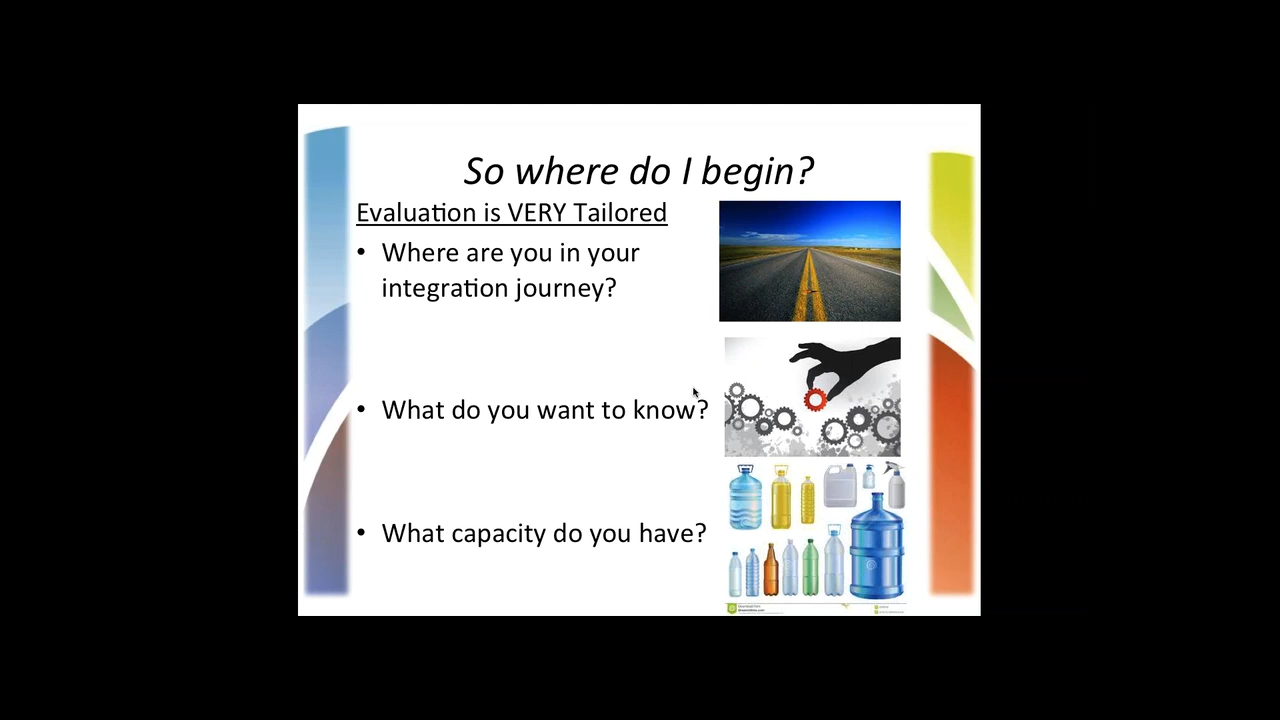 So where do I begin?
Evaluation is VERY Tailored
• Where are you in your
integration journey?
• What do you want to know?
• What capacity do you have?